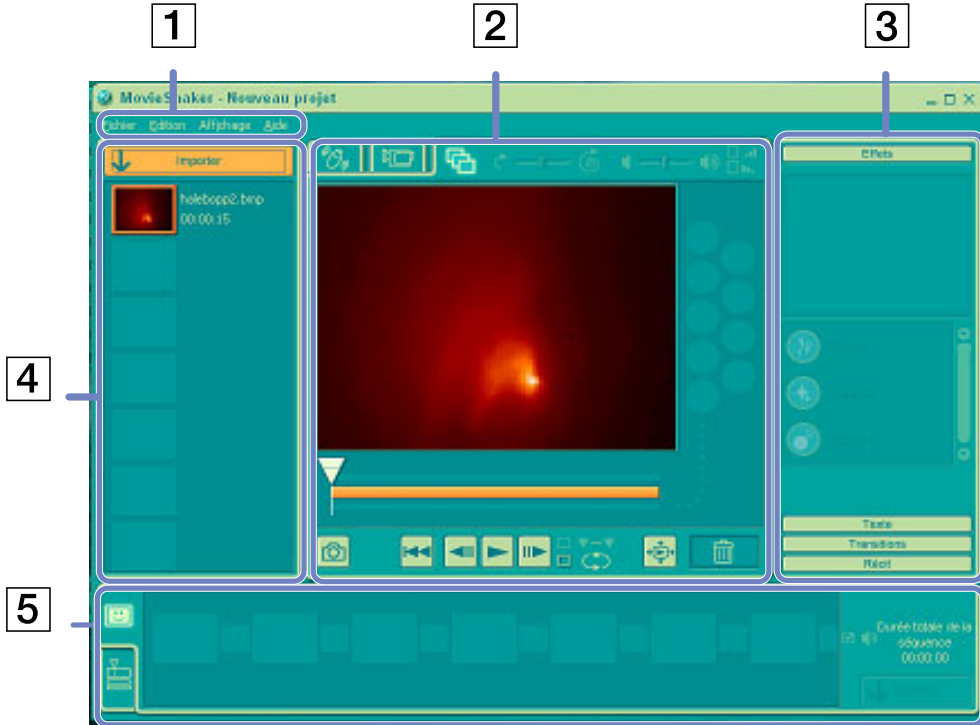 1
2
3
MovieShaker - Nouveau projet
Fichier Edition Affichage Aide
Importer
Effets
halebopp2.bmp
00:00:15
4
Texte
Transitions
Récit
5
Durée totale de la
séquence
00:00:00